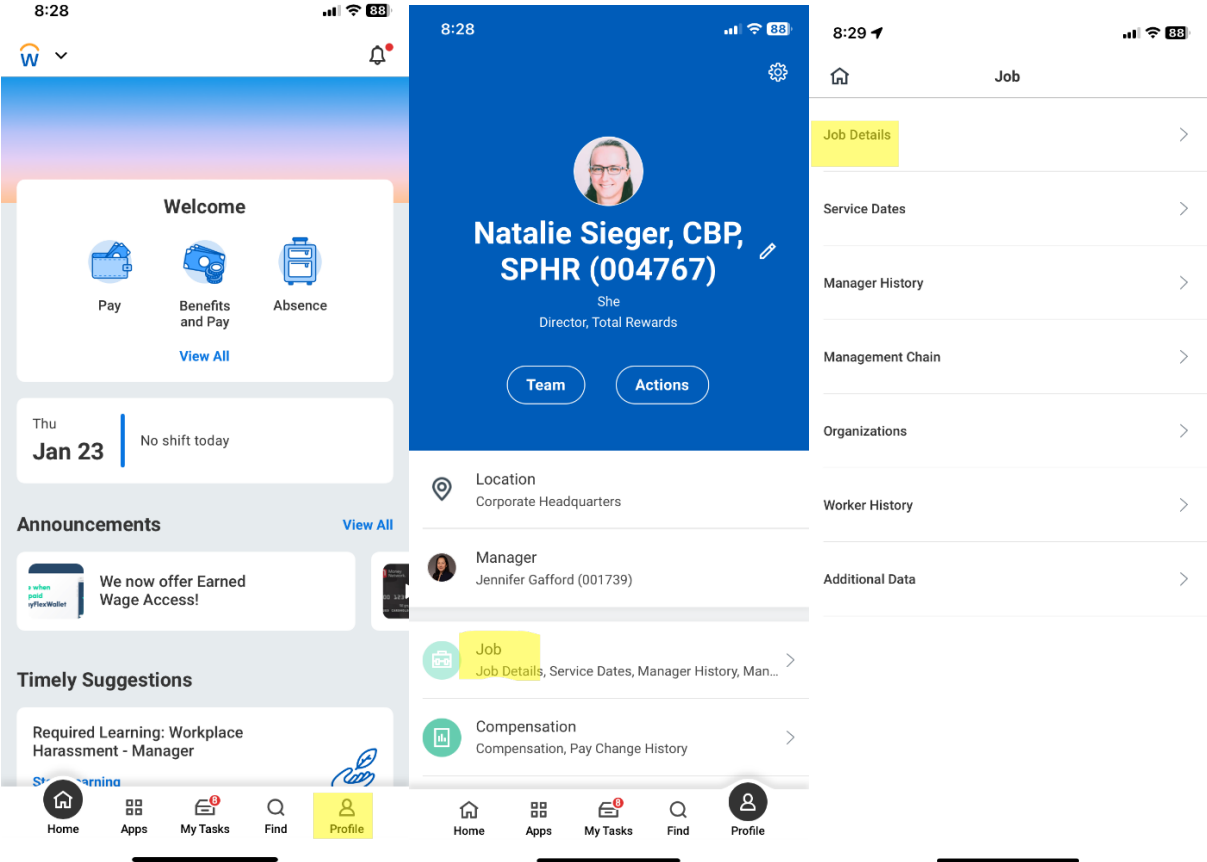 8:28
88
W
Welcome
Pay
Benefits
and Pay
Absence
View All
Thu
Jan 23
No shift today
Announcements
View All
s when
paid
yFlexWallet
We now offer Earned
Wage Access!
Timely Suggestions
Required Learning: Workplace
Harassment - Manager
8
Home
Apps
My Tasks
Find
Profile
8:28
88
Natalie Sieger, CBP,
SPHR (004767)
She
Director, Total Rewards
Team
Actions
Location
Corporate Headquarters
Manager
Jennifer Gafford (001739)
Job
Job Details, Service Dates, Manager History, Man...
Compensation
Compensation, Pay Change History
8
Home
Apps
My Tasks
Find
Profile
8:29
88
Job
Job Details
Service Dates
Manager History
Management Chain
Organizations
Worker History
Additional Data